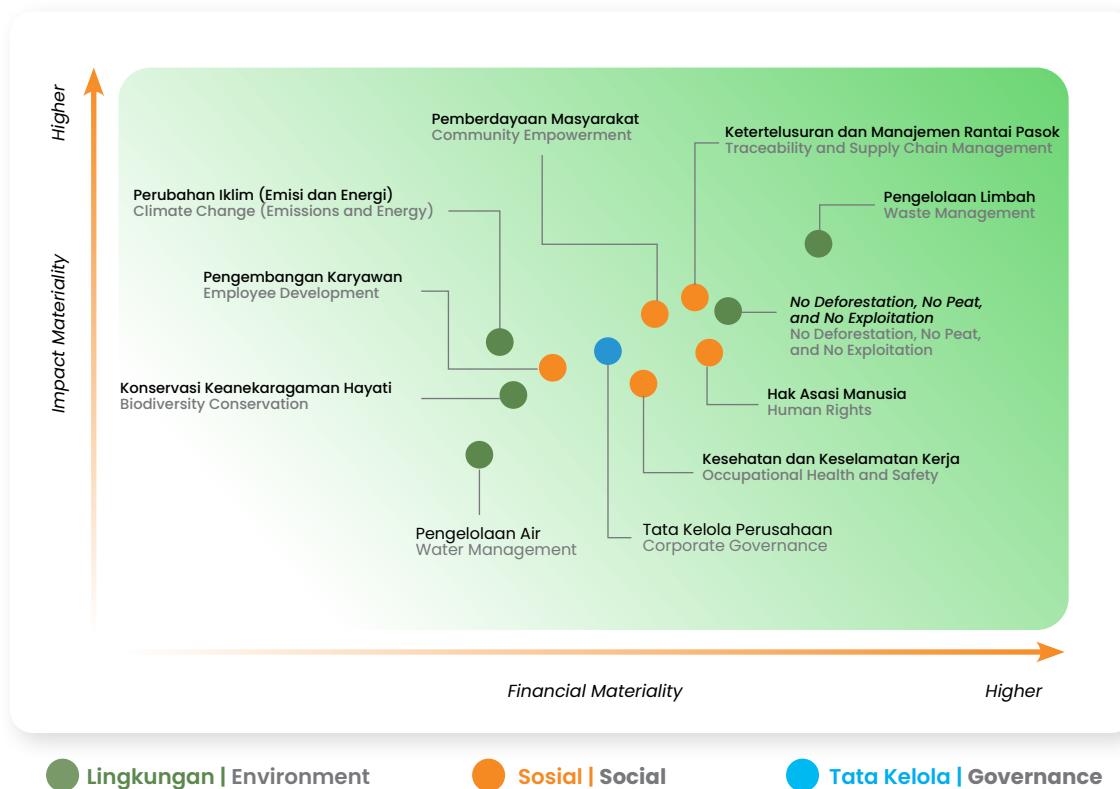 Higher
Impact Materiality
Pemberdayaan Masyarakat
Community Empowerment
Ketertelusuran dan Manajemen Rantai Pasok
Traceability and Supply Chain Management
Perubahan Iklim (Emisi dan Energi)
Climate Change (Emissions and Energy)
Pengelolaan Limbah
Waste Management
Pengembangan Karyawan
Employee Development
No Deforestation, No Peat,
and No Exploitation
No Deforestation, No Peat,
and No Exploitation
Konservasi Keanekaragaman Hayati
Biodiversity Conservation
Hak Asasi Manusia
Human Rights
Kesehatan dan Keselamatan Kerja
Occupational Health and Safety
Pengelolaan Air
Water Management
Tata Kelola Perusahaan
Corporate Governance
Financial Materiality
Higher
Lingkungan | Environment
Sosial | Social
Tata Kelola | Governance